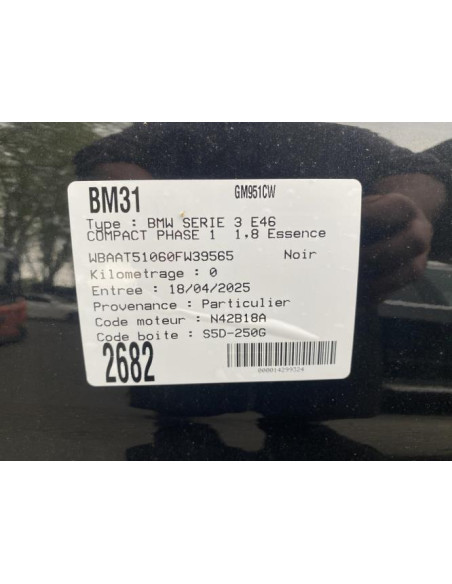 BM31 GM951CW
Type : BMW SERIE 3 E46
COMPACT PHASE 1 1.8 Essence
WBAAT51060FW39565 Noir
Kilometrage : 0
Entree : 18/04/2025
Provenance : Particulier
Code moteur : N42B18A
Code boite : S5D-250G
2682
000014299324